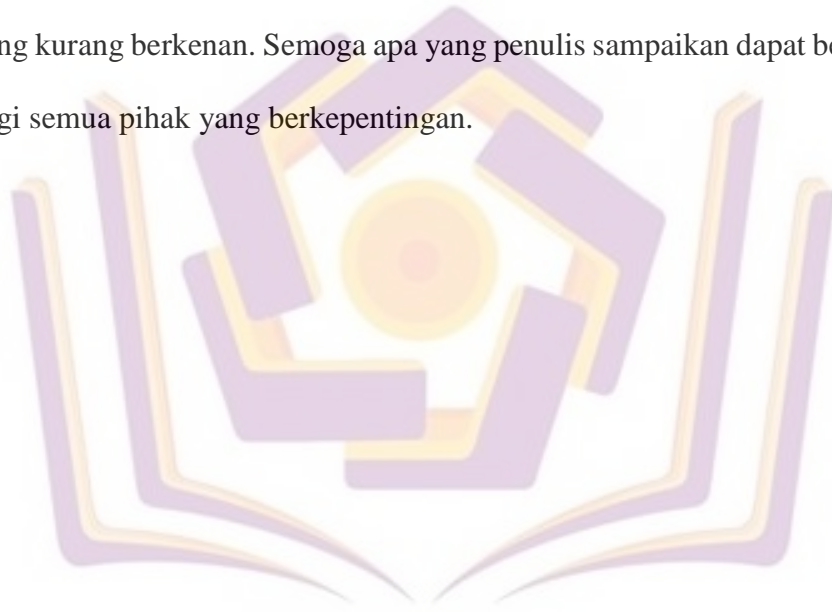 ng kurang berkenan. Semoga apa yang penulis sampaikan dapat be
gi semua pihak yang berkepentingan.